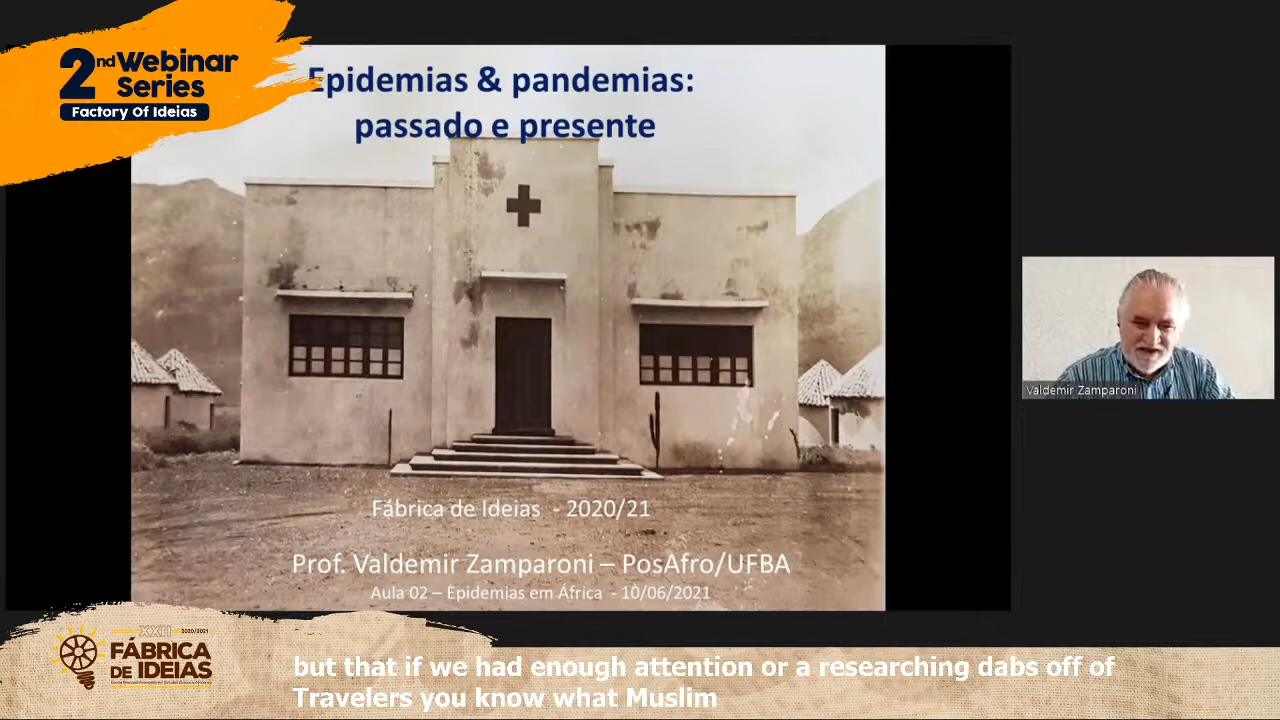 2nd Webinar
Series
Factory Of Ideias
Epidemias & pandemias:
passado e presente
Fábrica de Ideias - 2020/21
Prof. Valdemir Zamparoni – PosAfro/UFBA
Aula 02 – Epidemias em África - 10/06/2021
Valdemir Zamparoni
XXII 2020/2021
FÁBRICA
DE IDEIAS
but that if we had enough attention or a researching dabs off of
Travelers you know what Muslim